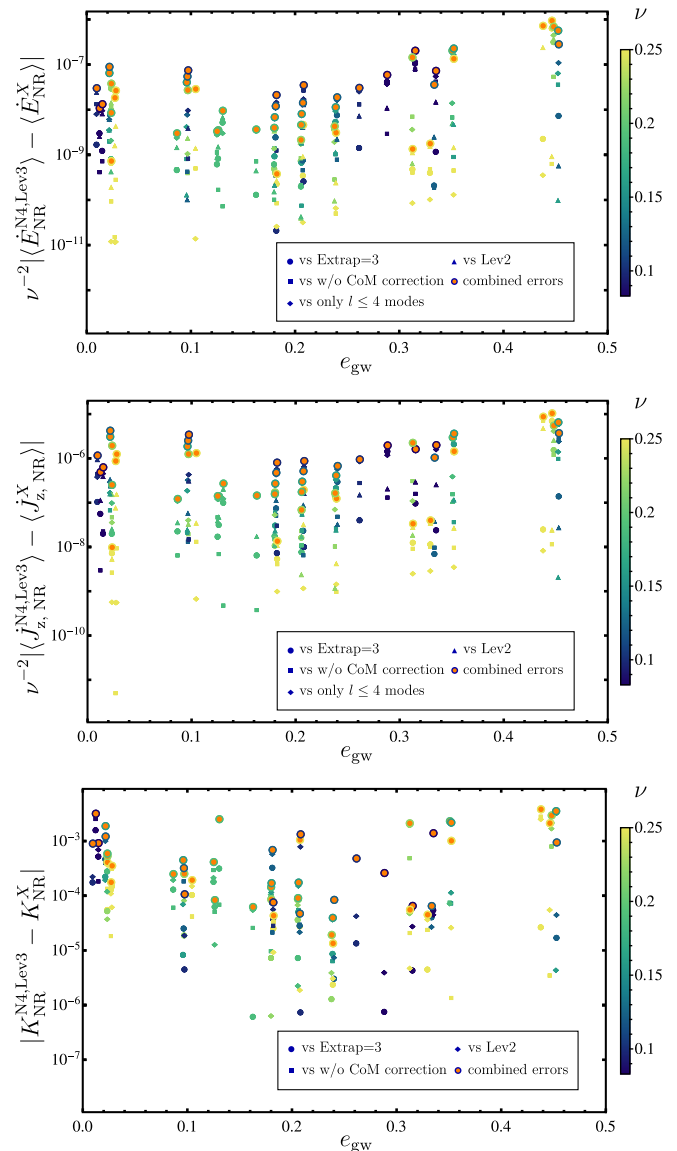 ν
ν⁻²|⟨Ė_NR^{N4,Lev3}⟩ − ⟨Ė_NR^X⟩|
10⁻⁷
10⁻⁹
10⁻¹¹
vs Extrap=3
vs Lev2
vs w/o CoM correction
combined errors
vs only l ≤ 4 modes
0.25
0.2
0.15
0.1
0.0 0.1 0.2 0.3 0.4 0.5
e_gw
ν
ν⁻²|⟨J̇_{z, NR}^{N4,Lev3}⟩ − ⟨J̇_{z, NR}^X⟩|
10⁻⁶
10⁻⁸
10⁻¹⁰
vs Extrap=3
vs Lev2
vs w/o CoM correction
combined errors
vs only l ≤ 4 modes
0.25
0.2
0.15
0.1
0.0 0.1 0.2 0.3 0.4 0.5
e_gw
ν
|K_NR^{N4,Lev3} − K_NR^X|
10⁻³
10⁻⁴
10⁻⁵
10⁻⁶
10⁻⁷
vs Extrap=3
vs Lev2
vs w/o CoM correction
combined errors
0.25
0.2
0.15
0.1
0.0 0.1 0.2 0.3 0.4 0.5
e_gw